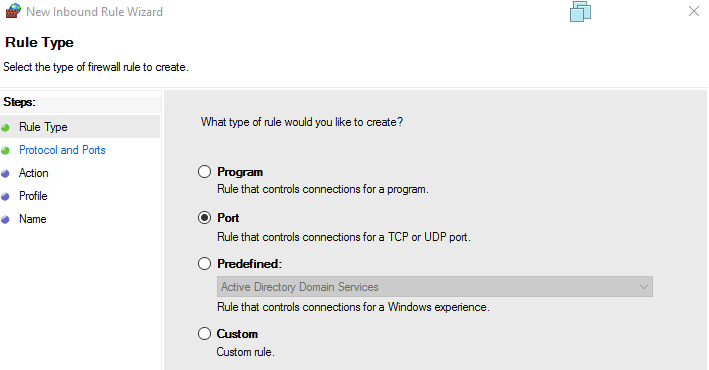 New Inbound Rule Wizard
Rule Type
Select the type of firewall rule to create.
Steps:
Rule Type
Protocol and Ports
Action
Profile
Name
What type of rule would you like to create?
Program
Rule that controls connections for a program.
Port
Rule that controls connections for a TCP or UDP port.
Predefined:
Active Directory Domain Services
Rule that controls connections for a Windows experience.
Custom
Custom rule.